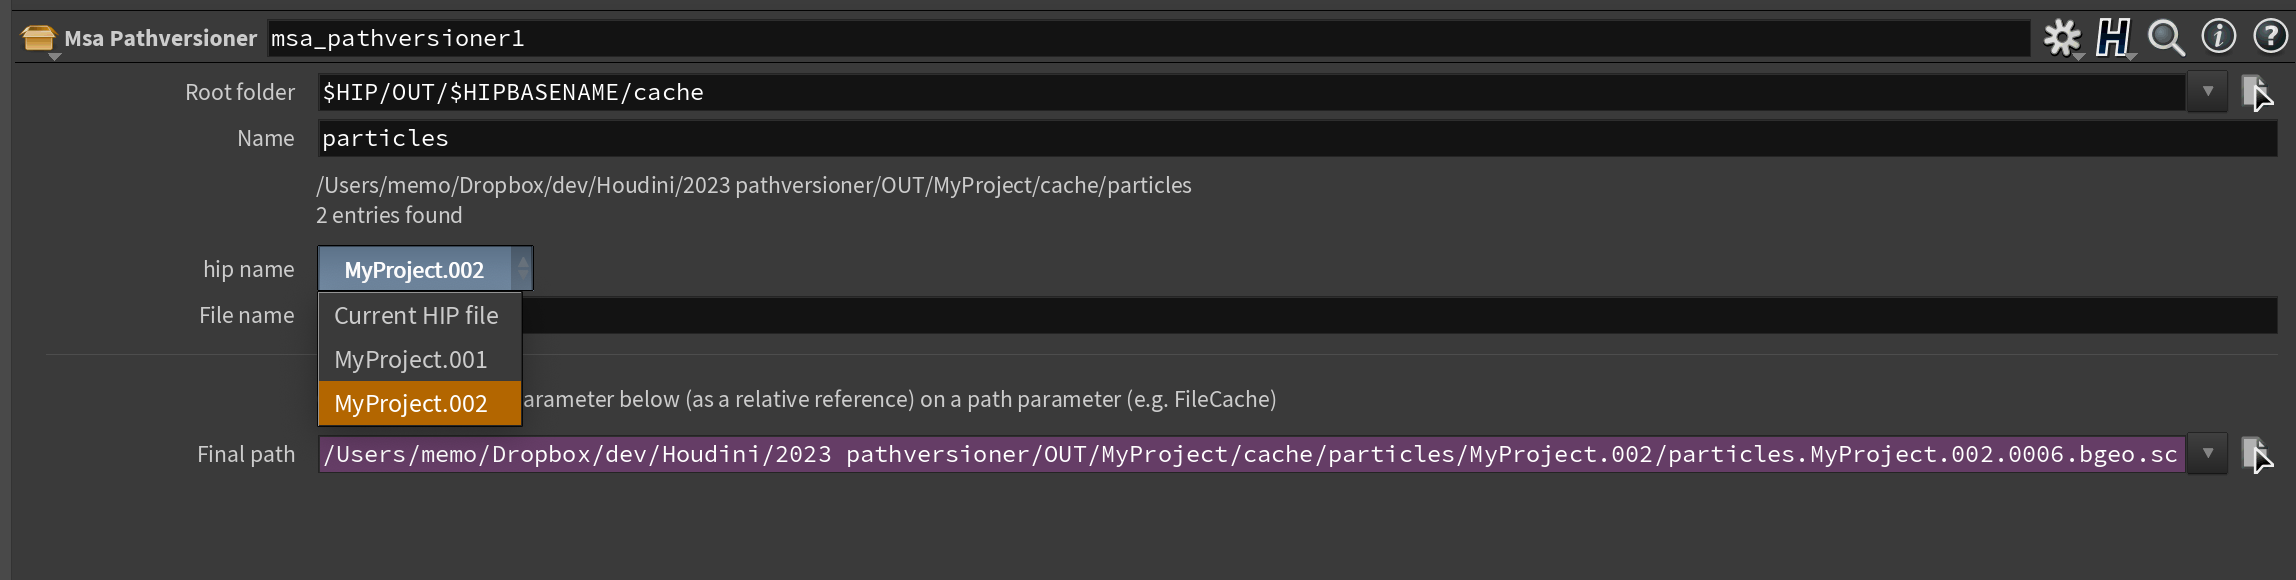 Msa Pathversioner msa_pathversioner1
Root folder $HIP/OUT/$HIPBASENAME/cache
Name particles
/Users/memo/Dropbox/dev/Houdini/2023 pathversioner/OUT/MyProject/cache/particles
2 entries found
hip name MyProject.002
Current HIP file
File name
MyProject.001
MyProject.002
parameter below (as a relative reference) on a path parameter (e.g. FileCache)
Final path /Users/memo/Dropbox/dev/Houdini/2023 pathversioner/OUT/MyProject/cache/particles/MyProject.002/particles.MyProject.002.0006.bgeo.sc